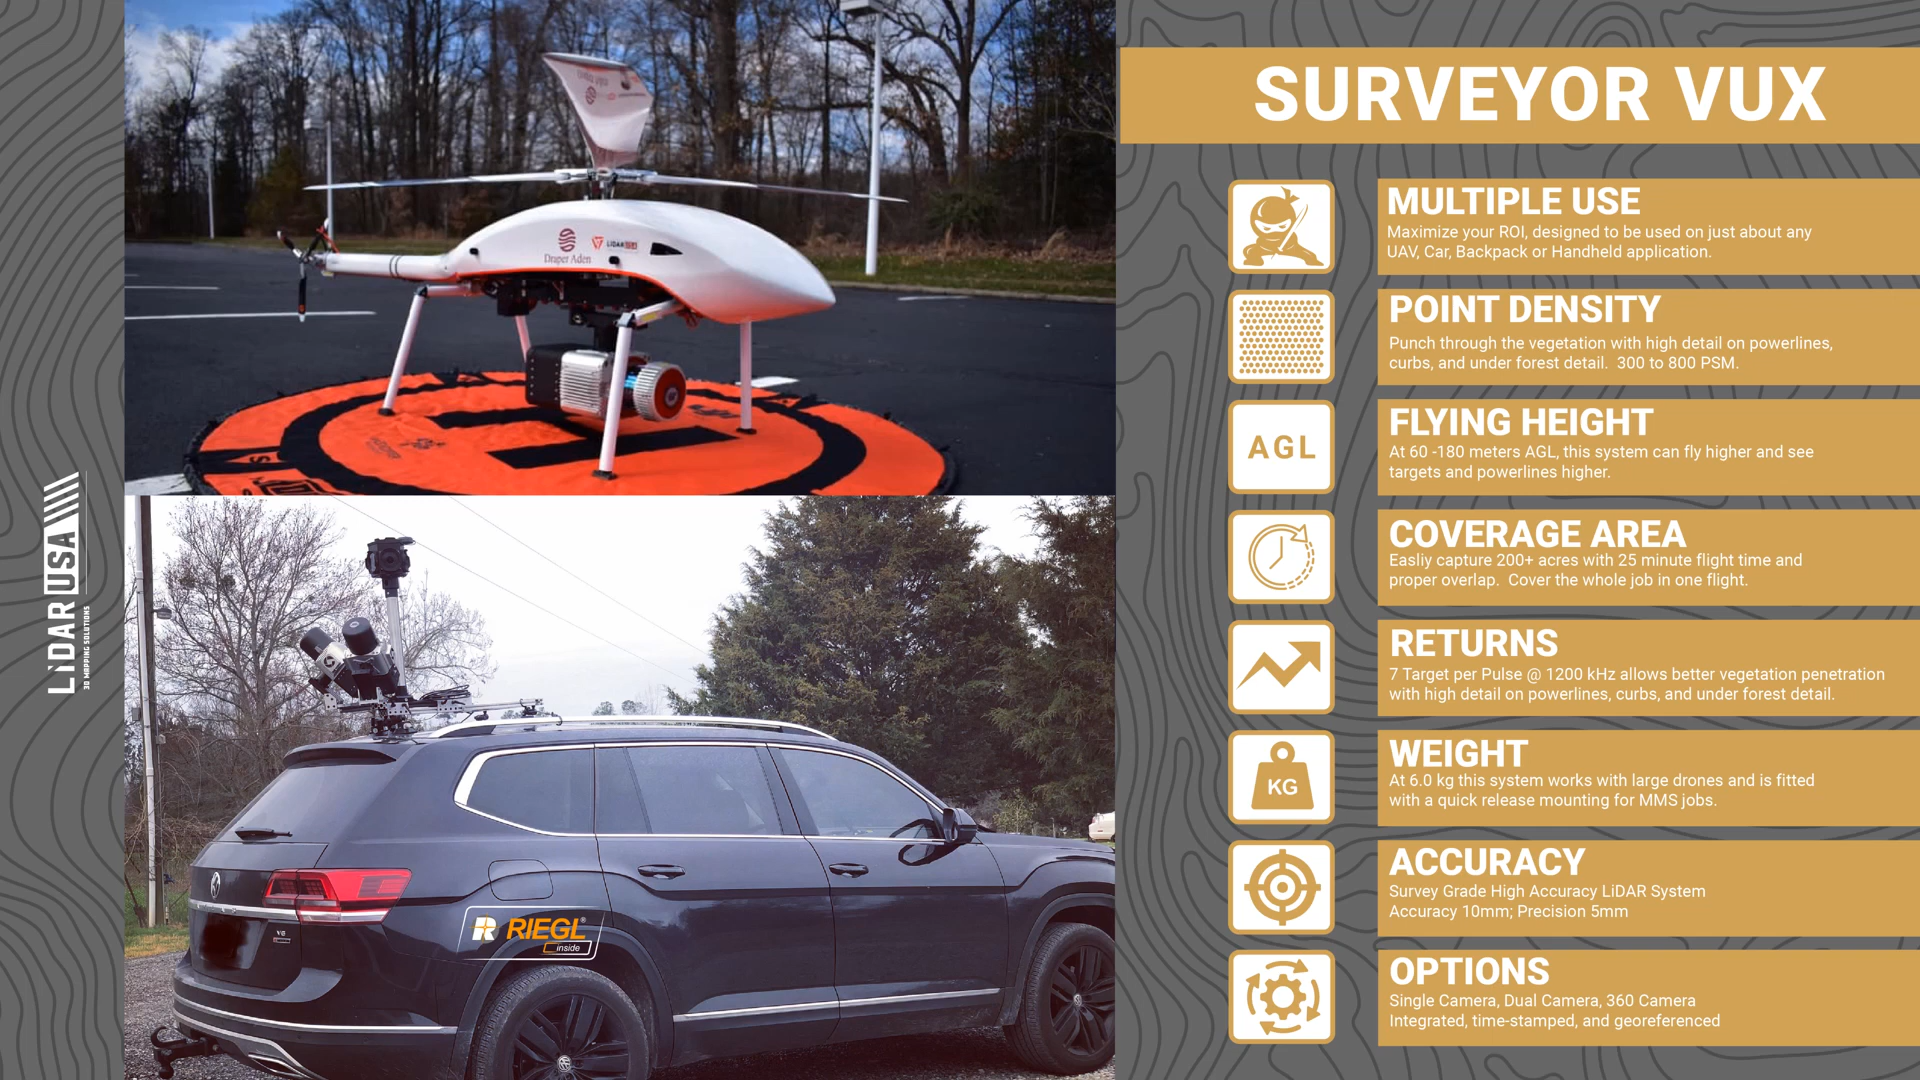 LiDARUSA
3D MAPPING SOLUTIONS
Draper Aden
LiDARUSA
V6
RIEGL®
inside
SURVEYOR VUX
MULTIPLE USE
Maximize your ROI, designed to be used on just about any
UAV, Car, Backpack or Handheld application.
POINT DENSITY
Punch through the vegetation with high detail on powerlines,
curbs, and under forest detail. 300 to 800 PSM.
AGL
FLYING HEIGHT
At 60 -180 meters AGL, this system can fly higher and see
targets and powerlines higher.
COVERAGE AREA
Easliy capture 200+ acres with 25 minute flight time and
proper overlap. Cover the whole job in one flight.
RETURNS
7 Target per Pulse @ 1200 kHz allows better vegetation penetration
with high detail on powerlines, curbs, and under forest detail.
KG
WEIGHT
At 6.0 kg this system works with large drones and is fitted
with a quick release mounting for MMS jobs.
ACCURACY
Survey Grade High Accuracy LiDAR System
Accuracy 10mm; Precision 5mm
OPTIONS
Single Camera, Dual Camera, 360 Camera
Integrated, time-stamped, and georeferenced